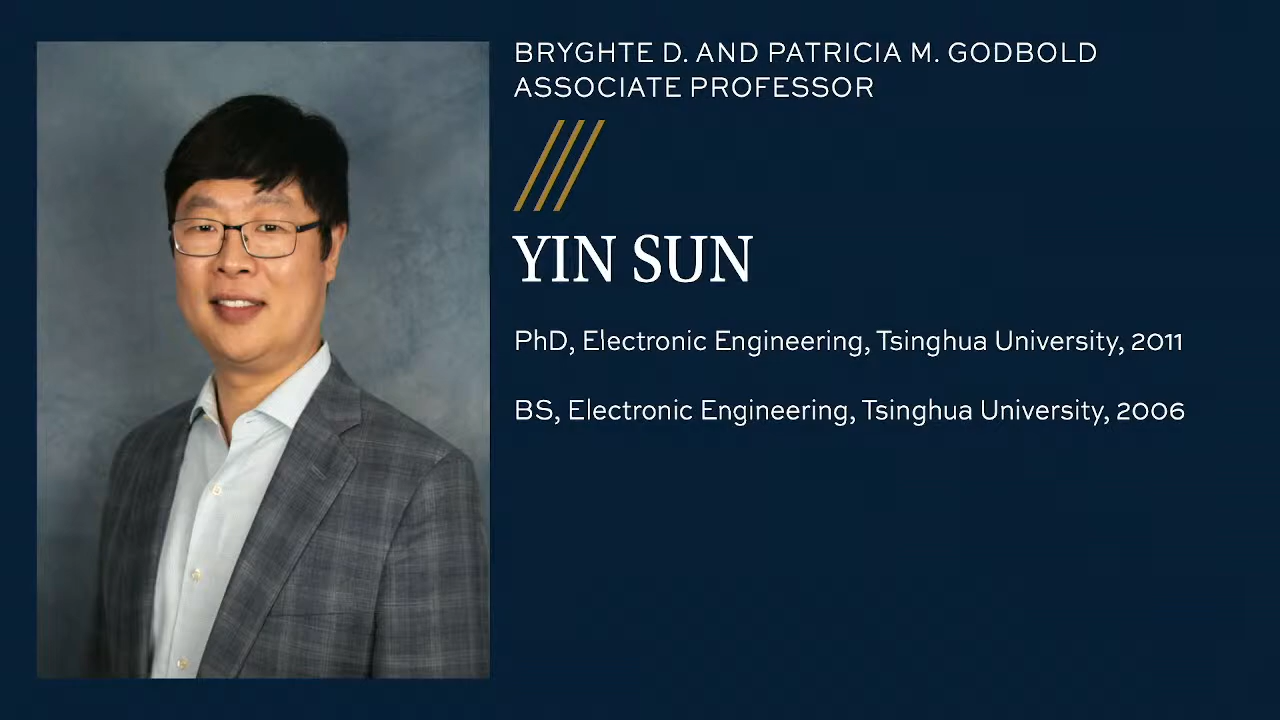 BRYGHTE D. AND PATRICIA M. GODBOLD
ASSOCIATE PROFESSOR
YIN SUN
PhD, Electronic Engineering, Tsinghua University, 2011
BS, Electronic Engineering, Tsinghua University, 2006